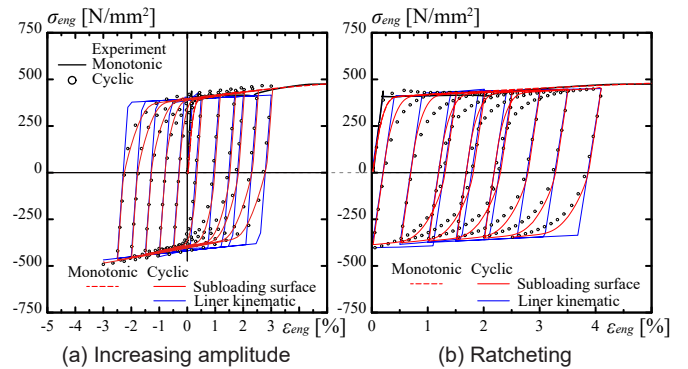 σeng [N/mm²]
750
500
250
0
-250
-500
-750
Experiment
Monotonic
Cyclic
Monotonic Cyclic
Subloading surface
Liner kinematic
-5 -4 -3 -2 -1 0 1 2 3 4
εeng [%]
(a) Increasing amplitude
σeng [N/mm²]
750
500
250
0
-250
-500
-750
Monotonic Cyclic
Subloading surface
Liner kinematic
0 1 2 3 4
εeng [%]
(b) Ratcheting